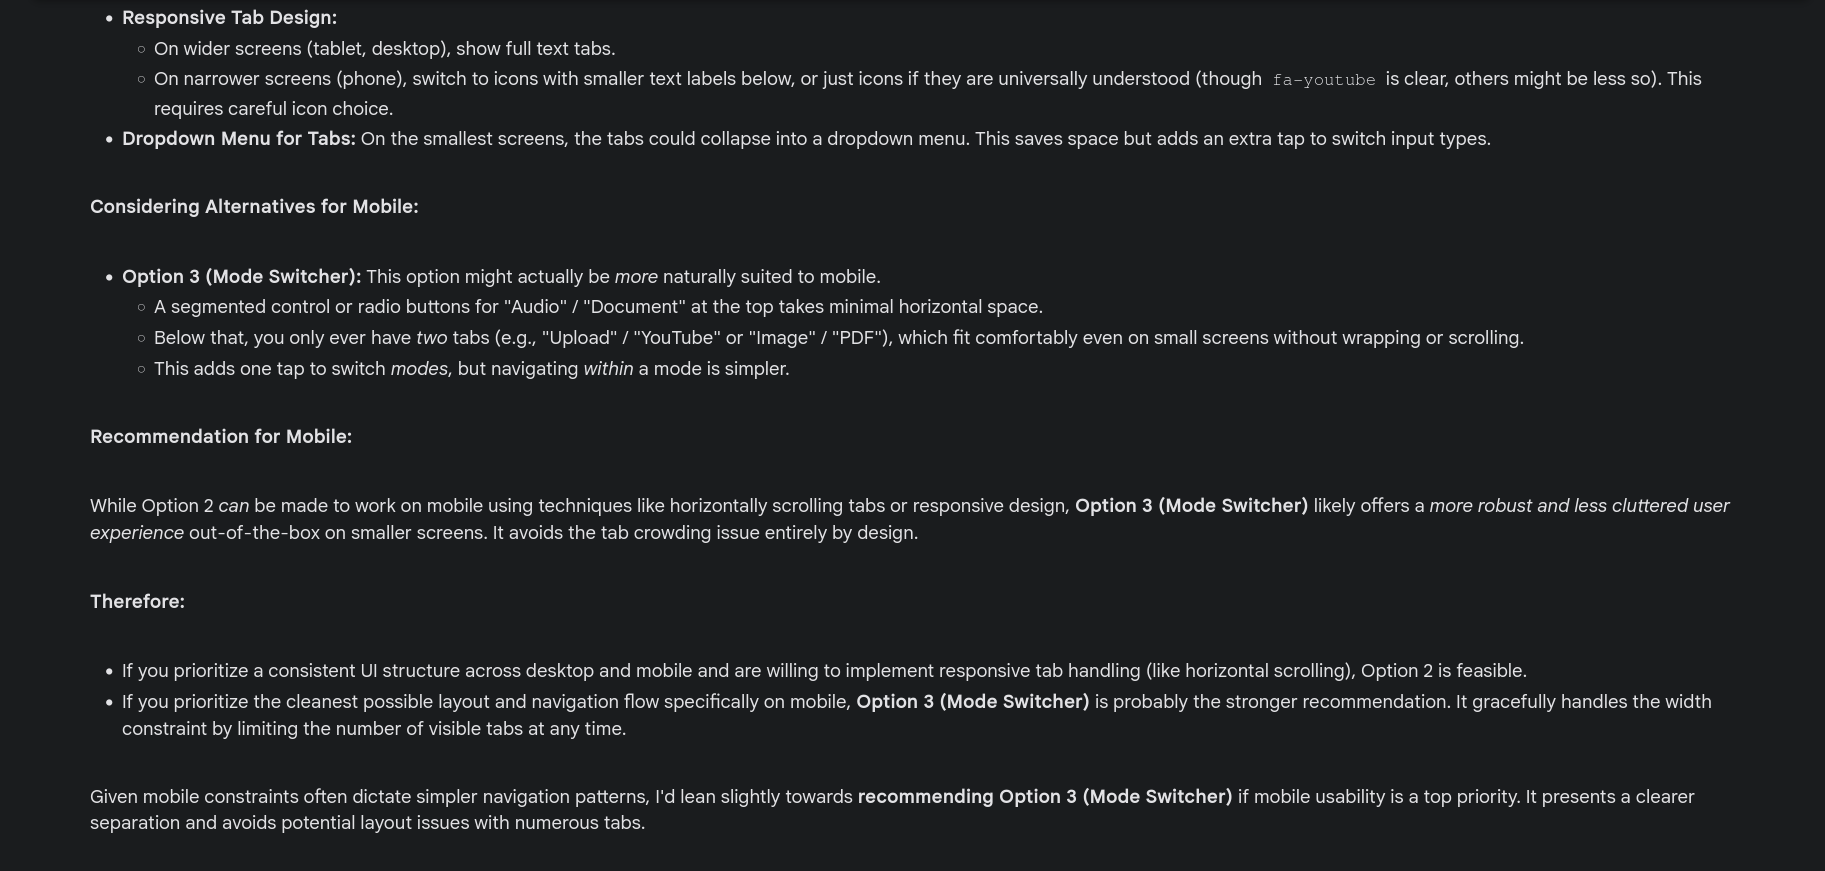 • Responsive Tab Design:
○ On wider screens (tablet, desktop), show full text tabs.
○ On narrower screens (phone), switch to icons with smaller text labels below, or just icons if they are universally understood (though fa-youtube is clear, others might be less so). This
requires careful icon choice.
• Dropdown Menu for Tabs: On the smallest screens, the tabs could collapse into a dropdown menu. This saves space but adds an extra tap to switch input types.
Considering Alternatives for Mobile:
• Option 3 (Mode Switcher): This option might actually be more naturally suited to mobile.
○ A segmented control or radio buttons for "Audio" / "Document" at the top takes minimal horizontal space.
○ Below that, you only ever have two tabs (e.g., "Upload" / "YouTube" or "Image" / "PDF"), which fit comfortably even on small screens without wrapping or scrolling.
○ This adds one tap to switch modes, but navigating within a mode is simpler.
Recommendation for Mobile:
While Option 2 can be made to work on mobile using techniques like horizontally scrolling tabs or responsive design, Option 3 (Mode Switcher) likely offers a more robust and less cluttered user
experience out-of-the-box on smaller screens. It avoids the tab crowding issue entirely by design.
Therefore:
• If you prioritize a consistent UI structure across desktop and mobile and are willing to implement responsive tab handling (like horizontal scrolling), Option 2 is feasible.
• If you prioritize the cleanest possible layout and navigation flow specifically on mobile, Option 3 (Mode Switcher) is probably the stronger recommendation. It gracefully handles the width
constraint by limiting the number of visible tabs at any time.
Given mobile constraints often dictate simpler navigation patterns, I'd lean slightly towards recommending Option 3 (Mode Switcher) if mobile usability is a top priority. It presents a clearer
separation and avoids potential layout issues with numerous tabs.